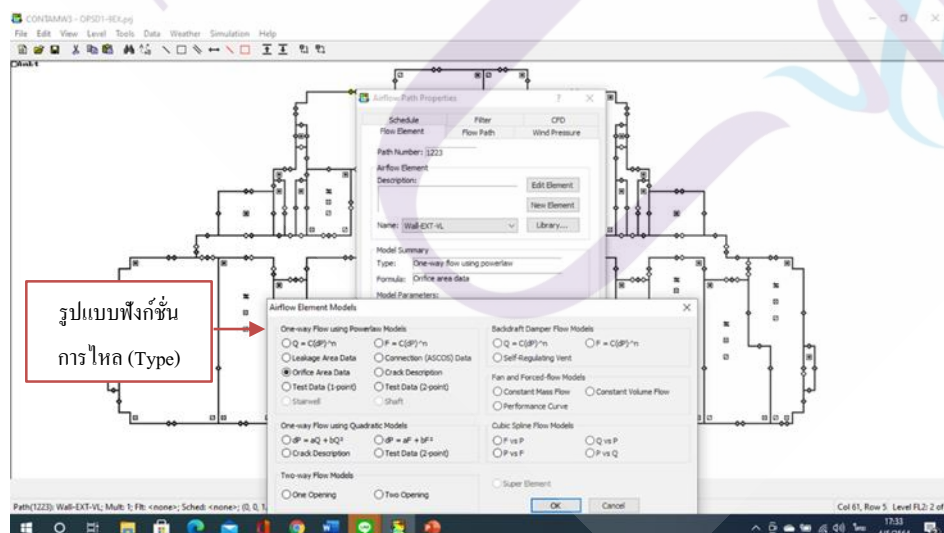 CONTAMW3 - OPSD1-9EX.prj
File Edit View Level Tools Data Weather Simulation Help
Ambt
Airflow Path Properties
Schedule Filter CFD
Flow Element Flow Path Wind Pressure
Path Number: 1223
Airflow Element
Description:
Edit Element
New Element
Name: Wall-EXT-VL Library...
Model Summary
Type: One-way flow using powerlaw
Formula: Orifice area data
Model Parameters:
รูปแบบฟังก์ชั่น
การไหล (Type)
Airflow Element Models
One-way Flow using Powerlaw Models
Q = C(dP)^n F = C(dP)^n
Leakage Area Data Connection (ASCOS) Data
Orifice Area Data Crack Description
Test Data (1-point) Test Data (2-point)
Stairwell Shaft
One-way Flow using Quadratic Models
dP = aQ + bQ² dP = aF + bF²
Crack Description Test Data (2-point)
Two-way Flow Models
One Opening Two Opening
Backdraft Damper Flow Models
Q = C(dP)^n F = C(dP)^n
Self-Regulating Vent
Fan and Forced-flow Models
Constant Mass Flow Constant Volume Flow
Performance Curve
Cubic Spline Flow Models
F vs P Q vs P
P vs F P vs Q
Super Element
OK Cancel
Path(1223): Wall-EXT-VL; Mult: 1; Flt: <none>; Sched: <none>; (0, 0, 1
Col 61, Row 5 Level FL2: 2 of
17:33